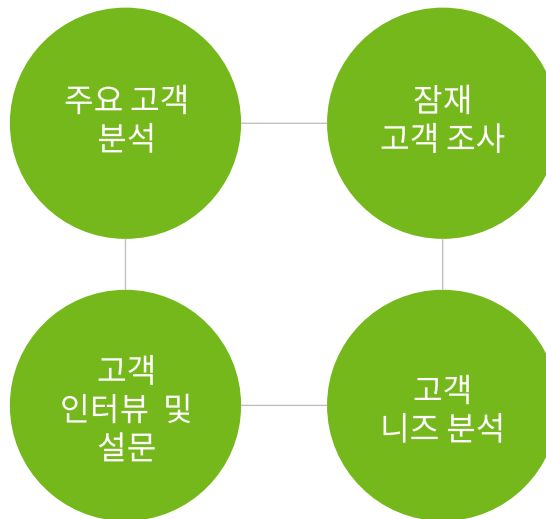 주요 고객
분석
잠재
고객 조사
고객
인터뷰 및
설문
고객
니즈 분석